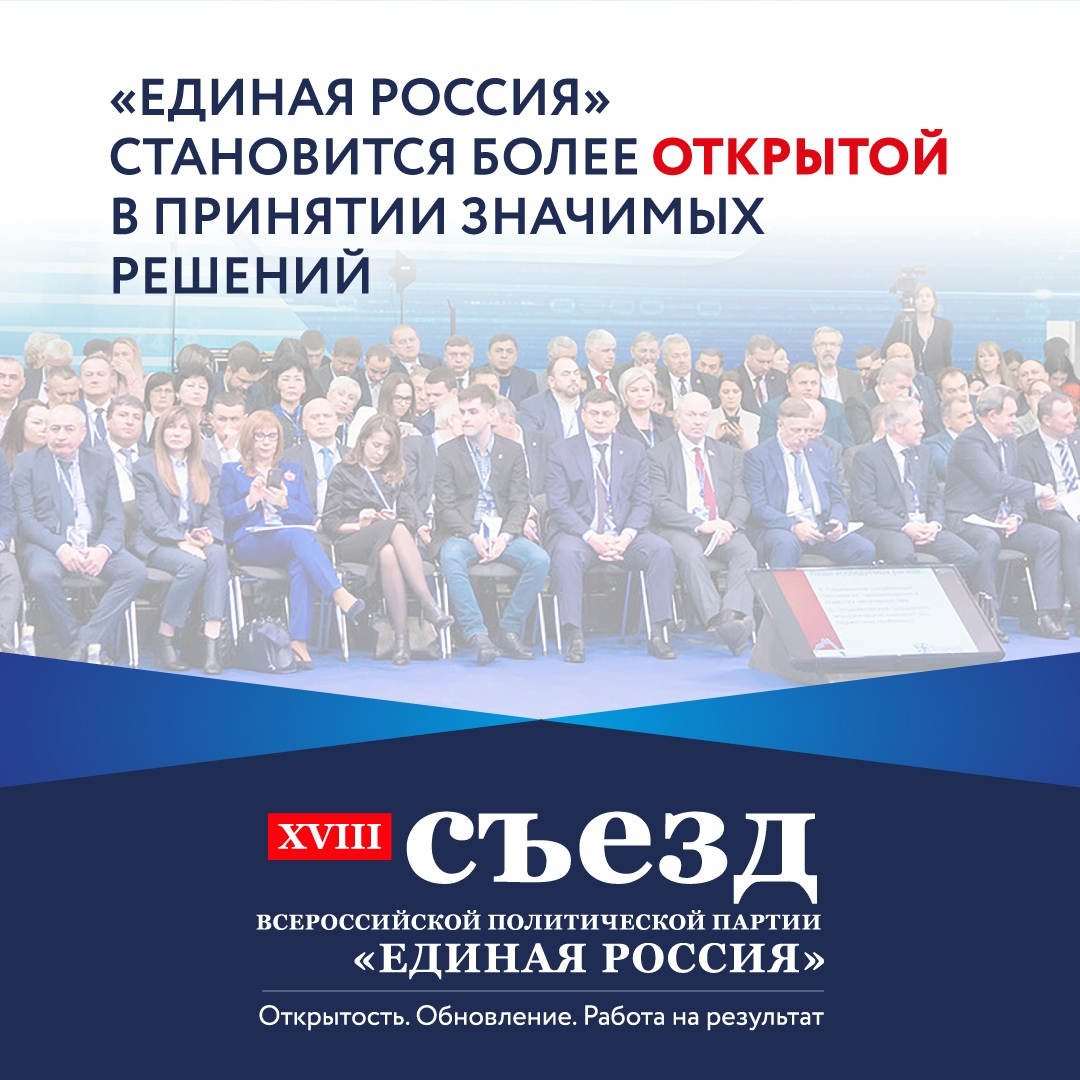 «ЕДИНАЯ РОССИЯ»
СТАНОВИТСЯ БОЛЕЕ ОТКРЫТОЙ
В ПРИНЯТИИ ЗНАЧИМЫХ
РЕШЕНИЙ
XVIII съезд
ВСЕРОССИЙСКОЙ ПОЛИТИЧЕСКОЙ ПАРТИИ
«ЕДИНАЯ РОССИЯ»
Открытость. Обновление. Работа на результат